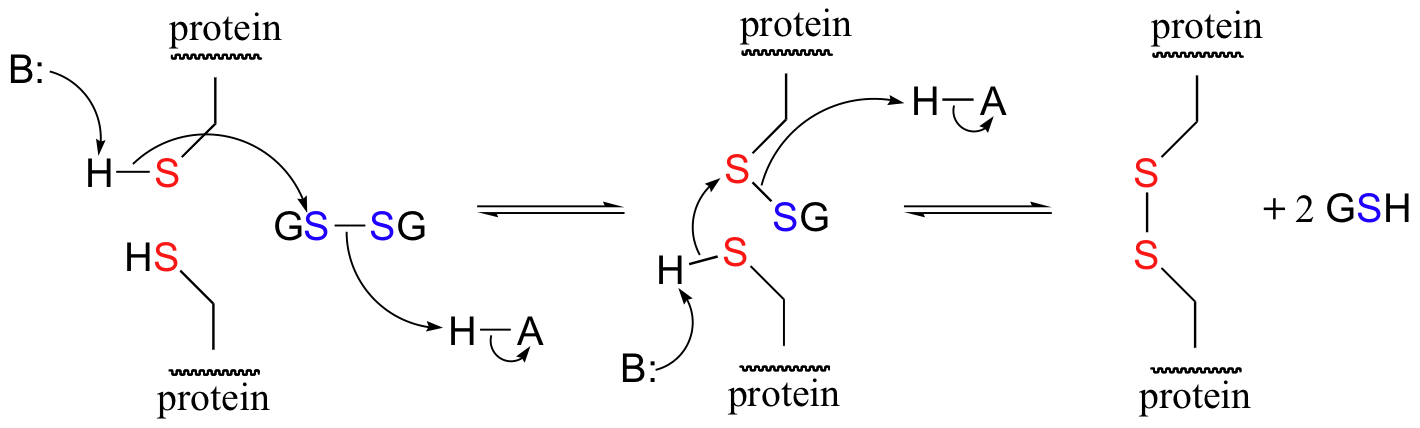 protein
B:
H–S
GS–SG
HS
H–A
protein
protein
H–A
S
SG
H–S
B:
protein
protein
S
S
+ 2 GSH
protein